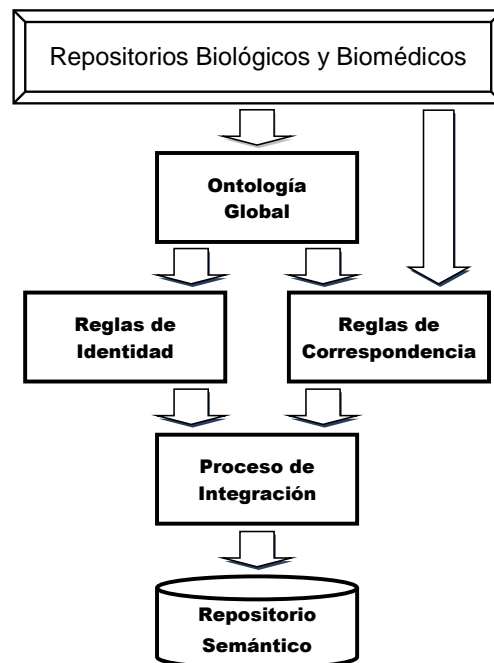 Repositorios Biológicos y Biomédicos
Ontología
Global
Reglas de
Identidad
Reglas de
Correspondencia
Proceso de
Integración
Repositorio
Semántico